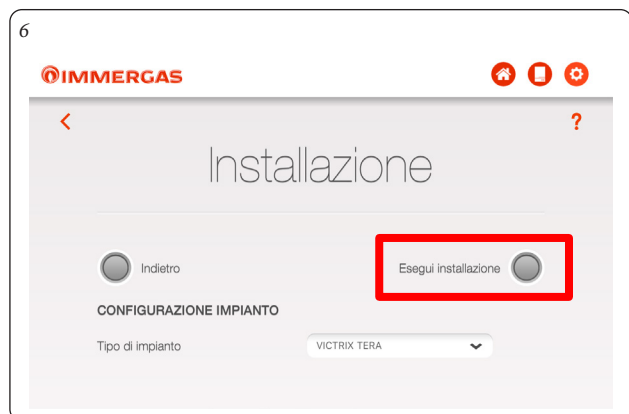 6
IMMERGAS
?
Installazione
Indietro
Esegui installazione
CONFIGURAZIONE IMPIANTO
Tipo di impianto
VICTRIX TERA